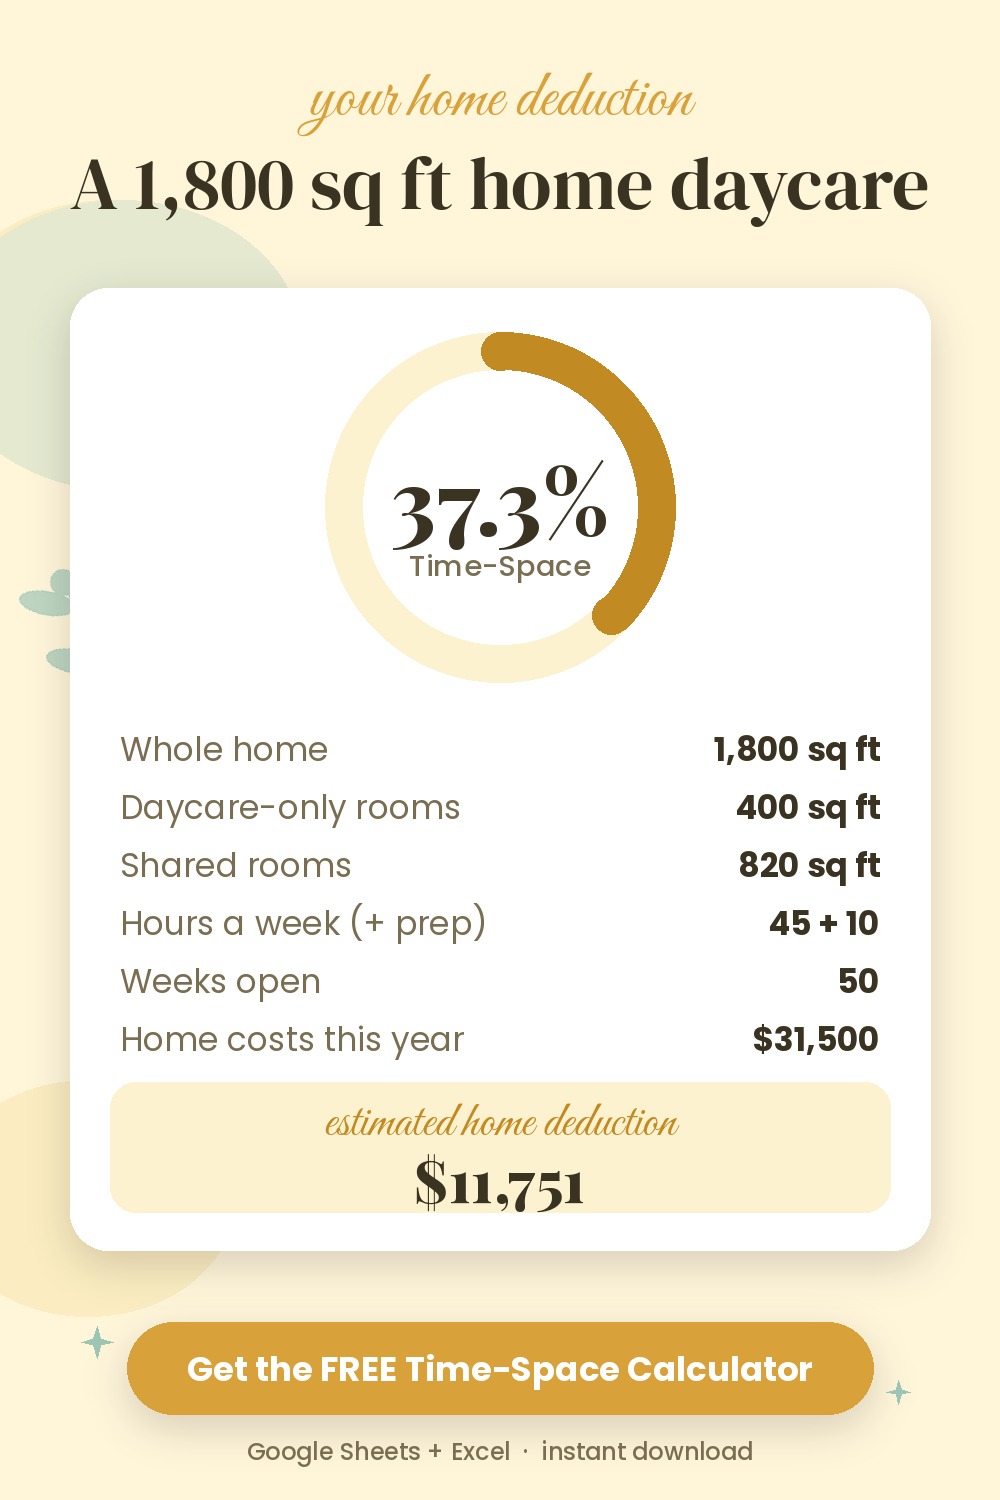 your home deduction
A 1,800 sq ft home daycare
37.3%
Time-Space
Whole home 1,800 sq ft
Daycare-only rooms 400 sq ft
Shared rooms 820 sq ft
Hours a week (+ prep) 45 + 10
Weeks open 50
Home costs this year $31,500
estimated home deduction
$11,751
Get the FREE Time-Space Calculator
Google Sheets + Excel · instant download